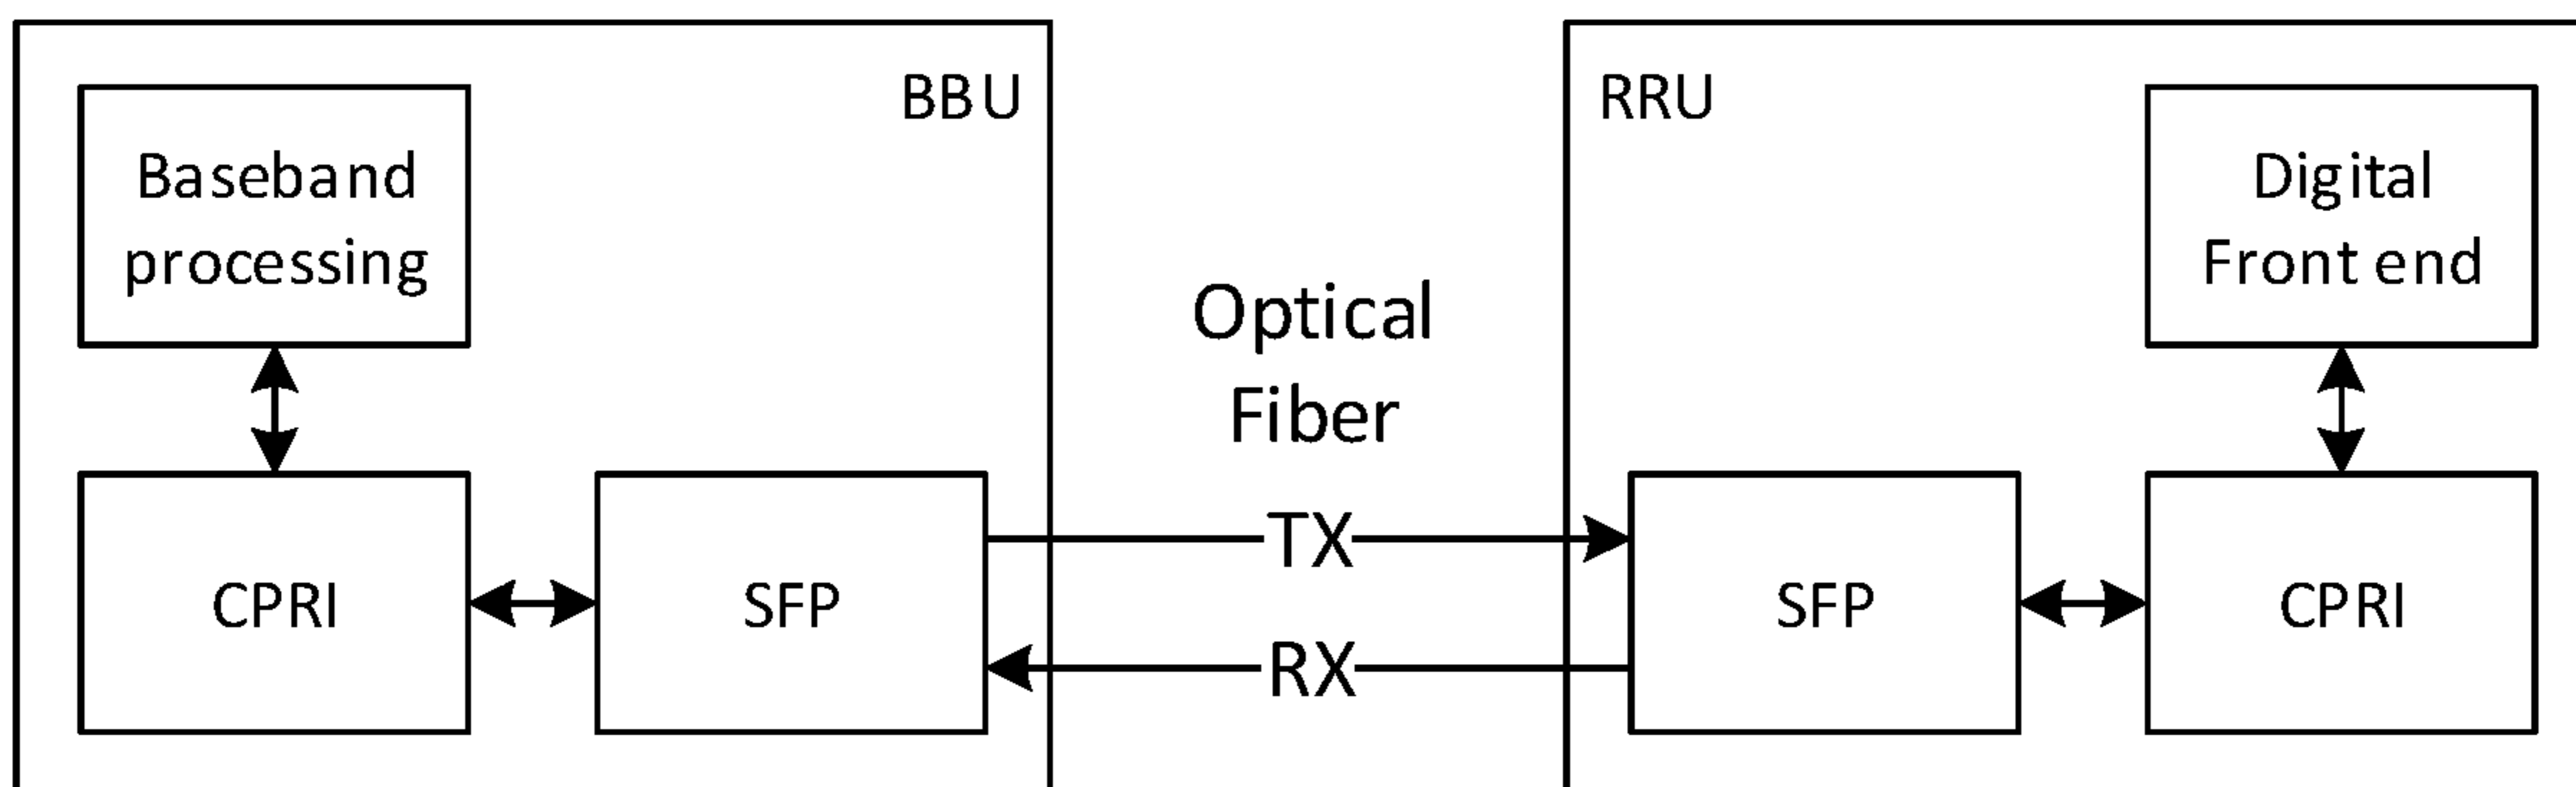 BBU
Baseband
processing
CPRI
SFP
Optical
Fiber
TX
RX
RRU
Digital
Front end
SFP
CPRI